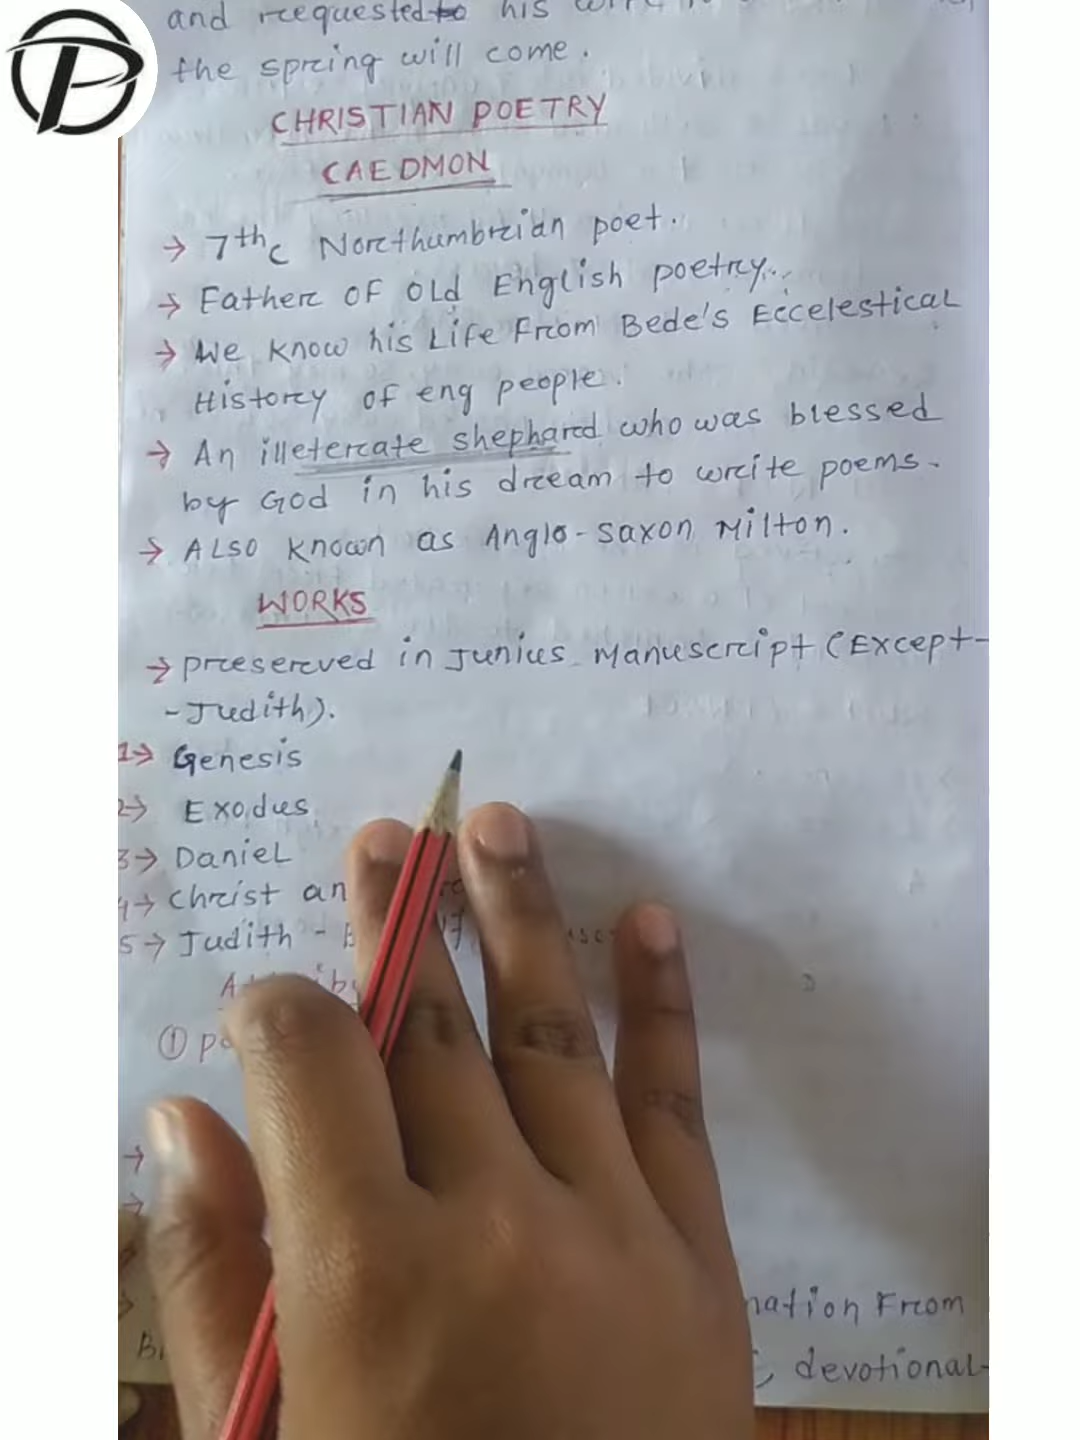 and requested to his
the spring will come.
CHRISTIAN POETRY
CAEDMON
→ 7th c Northumbrian poet.
→ Father of old English poetry..
→ We know his Life From Bede's Eccelestical
History of eng people.
→ An illeterate shephard who was blessed
by God in his dream to write poems.
→ ALSO known as Anglo-saxon Milton.
WORKS
→ preserved in Junius Manuscript (Except-
-Judith).
1→ Genesis
2→ Exodus
3→ Daniel
4→ Christ
5→ Judith -
①
nation From
devotional-